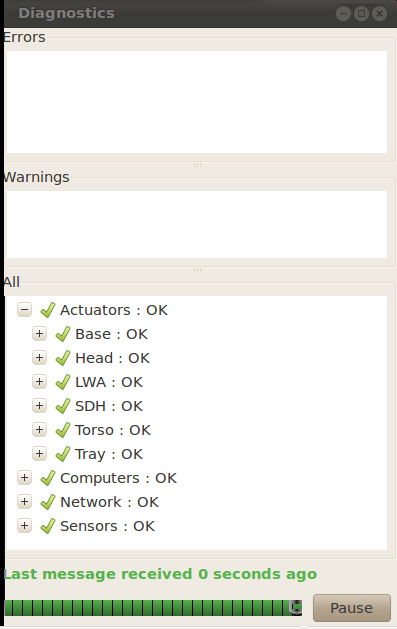 Diagnostics
Errors
Warnings
All
Actuators : OK
Base : OK
Head : OK
LWA : OK
SDH : OK
Torso : OK
Tray : OK
Computers : OK
Network : OK
Sensors : OK
Last message received 0 seconds ago
Pause